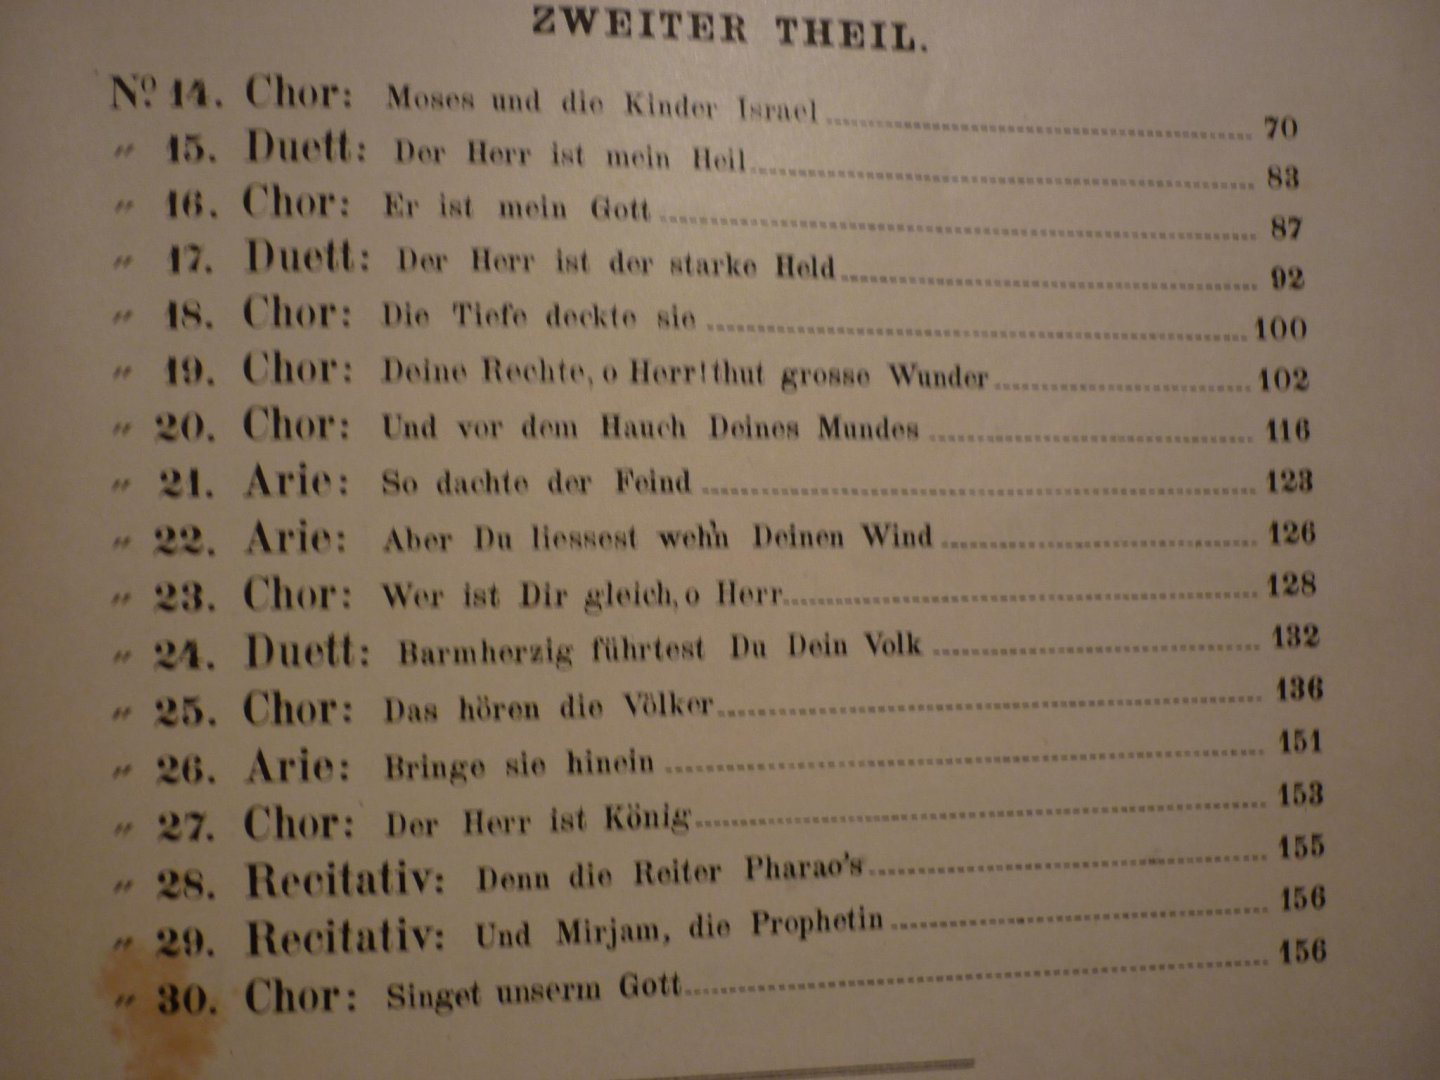 ZWEITER THEIL.
No. 14. Chor: Moses und die Kinder Israel 70
" 15. Duett: Der Herr ist mein Heil 83
" 16. Chor: Er ist mein Gott 87
" 17. Duett: Der Herr ist der starke Held 92
" 18. Chor: Die Tiefe deckte sie 100
" 19. Chor: Deine Rechte, o Herr! thut grosse Wunder 102
" 20. Chor: Und vor dem Hauch Deines Mundes 116
" 21. Arie: So dachte der Feind 123
" 22. Arie: Aber Du liessest weh'n Deinen Wind 126
" 23. Chor: Wer ist Dir gleich, o Herr 128
" 24. Duett: Barmherzig führtest Du Dein Volk 132
" 25. Chor: Das hören die Völker 136
" 26. Arie: Bringe sie hinein 151
" 27. Chor: Der Herr ist König 153
" 28. Recitativ: Denn die Reiter Pharao's 155
" 29. Recitativ: Und Mirjam, die Prophetin 156
" 30. Chor: Singet unserm Gott 156